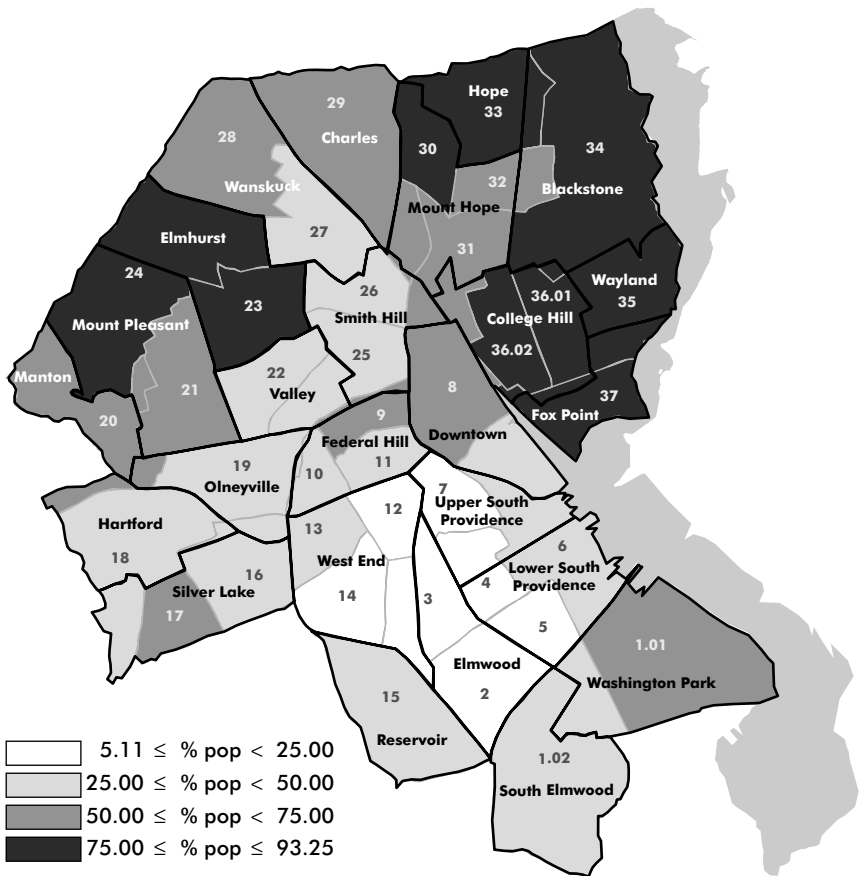 Hope
33
29
Charles
28
30
34
32
Wanskuck
Blackstone
Mount Hope
27
Elmhurst
31
24
Wayland
35
26
23
36.01
Mount Pleasant
Smith Hill
College Hill
36.02
25
Manton
22
Valley
21
8
37
Fox Point
20
9
Federal Hill
Downtown
19
10
11
Olneyville
7
Upper South
Providence
12
Hartford
13
18
West End
6
Lower South
Providence
16
Silver Lake
4
14
3
17
5
1.01
Elmwood
2
Washington Park
15
Reservoir
1.02
South Elmwood
5.11 ≤ % pop < 25.00
25.00 ≤ % pop < 50.00
50.00 ≤ % pop < 75.00
75.00 ≤ % pop ≤ 93.25